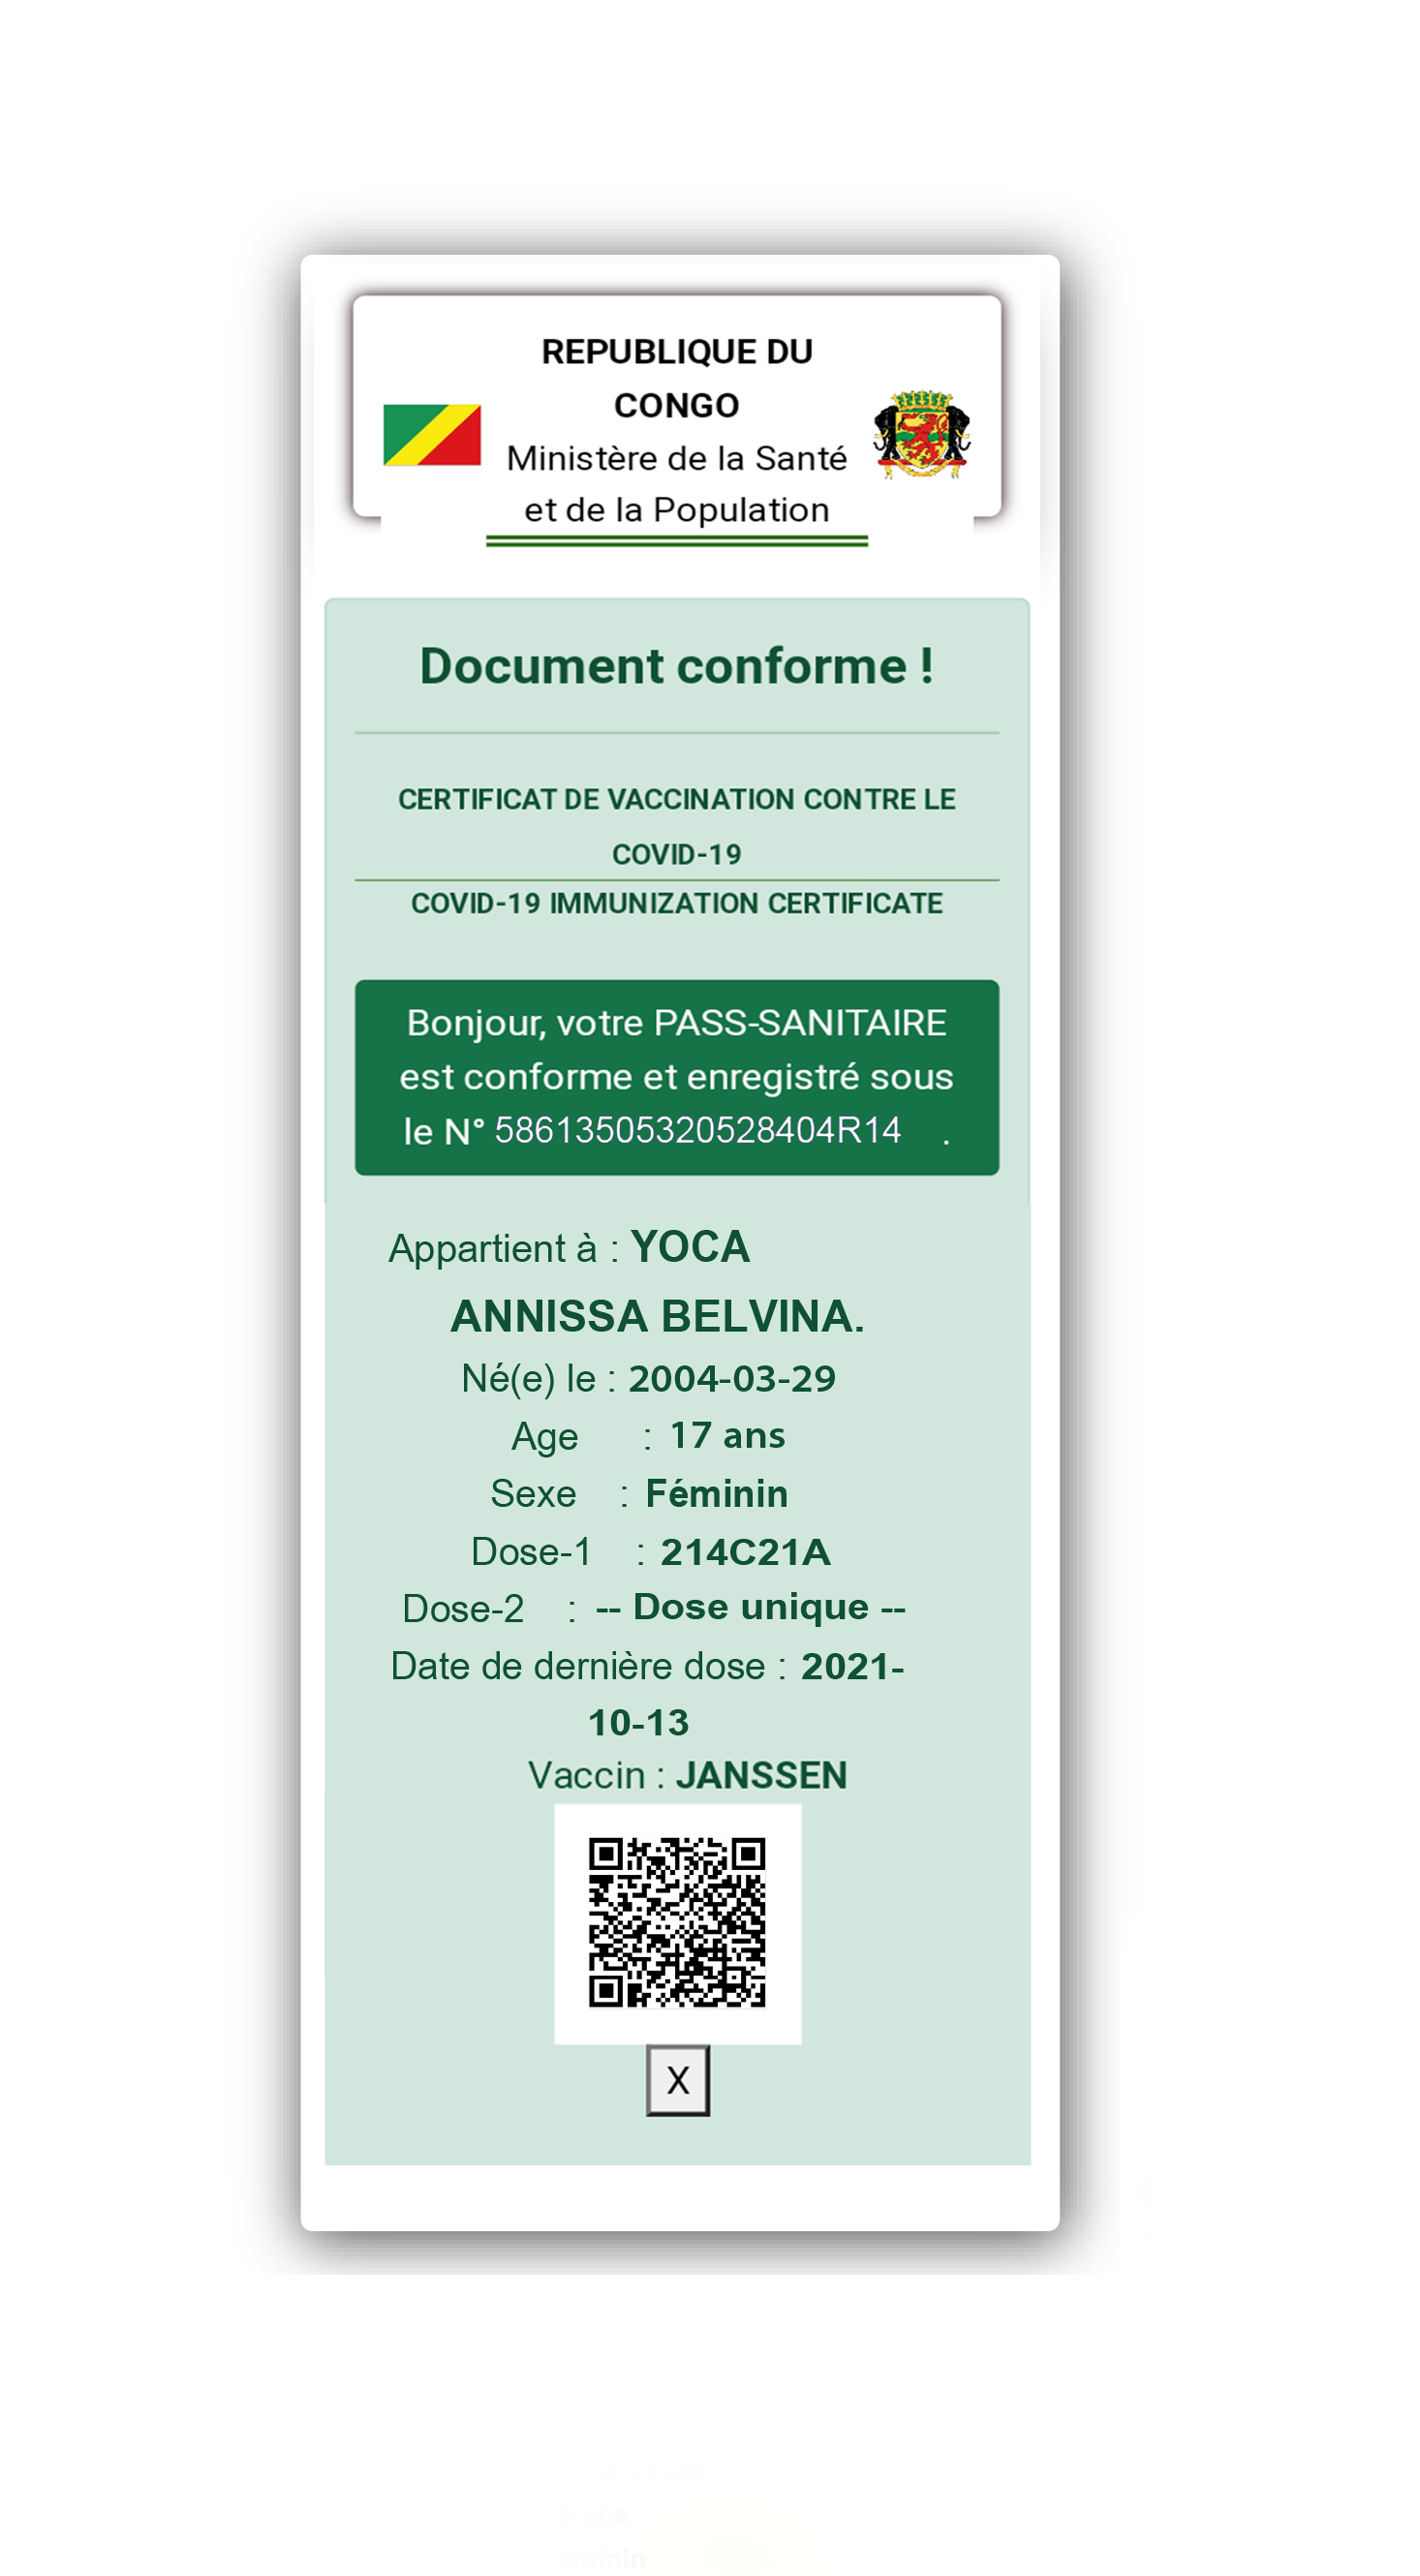 REPUBLIQUE DU
CONGO
Ministère de la Santé
et de la Population
Document conforme !
CERTIFICAT DE VACCINATION CONTRE LE
COVID-19
COVID-19 IMMUNIZATION CERTIFICATE
Bonjour, votre PASS-SANITAIRE
est conforme et enregistré sous
le N° 58613505320528404R14 .
Appartient à : YOCA
ANNISSA BELVINA.
Né(e) le : 2004-03-29
Age : 17 ans
Sexe : Féminin
Dose-1 : 214C21A
Dose-2 : -- Dose unique --
Date de dernière dose : 2021-
10-13
Vaccin : JANSSEN
X